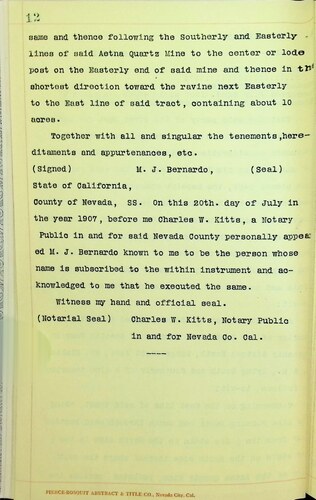 12
same and thence following the Southerly and Easterly
lines of said Aetna Quartz Mine to the center or lode
post on the Easterly end of said mine and thence in the
shortest direction toward the ravine next Easterly
to the East line of said tract, containing about 10
acres.
Together with all and singular the tenements,here-
ditaments and appurtenances, etc.
(Signed) M. J. Bernardo, (Seal)
State of California,
County of Nevada, SS. On this 20th. day of July in
the year 1907, before me Charles W. Kitts, a Notary
Public in and for said Nevada County personally appear
ed M. J. Bernardo known to me to be the person whose
name is subscribed to the within instrument and ac-
knowledged to me that he executed the same.
Witness my hand and official seal.
(Notarial Seal) Charles W. Kitts, Notary Public
in and for Nevada Co. Cal.
----
ABSTRACT & TITLE CO., Nevada City, Cal.